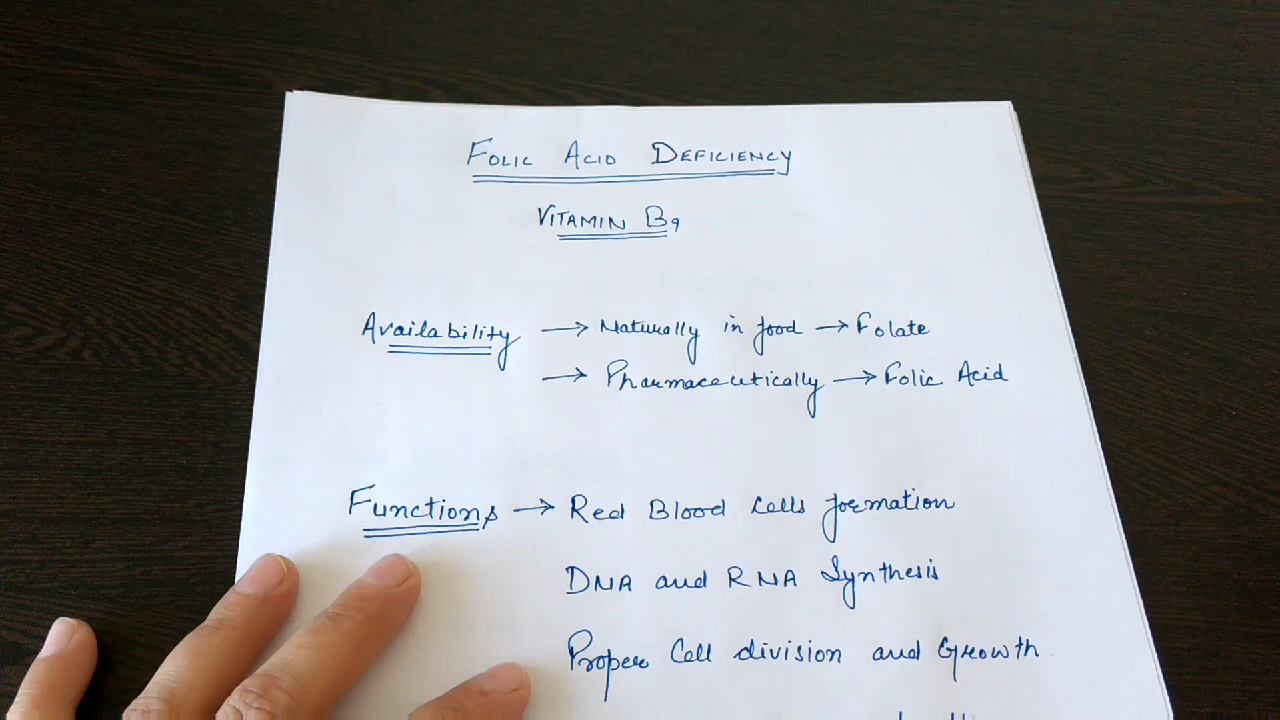 FOLIC ACID DEFICIENCY
VITAMIN B9
Availability → Naturally in food → Folate
→ Pharmaceutically → Folic Acid
Functions → Red Blood Cells formation
DNA and RNA Synthesis
Proper Cell division and Growth